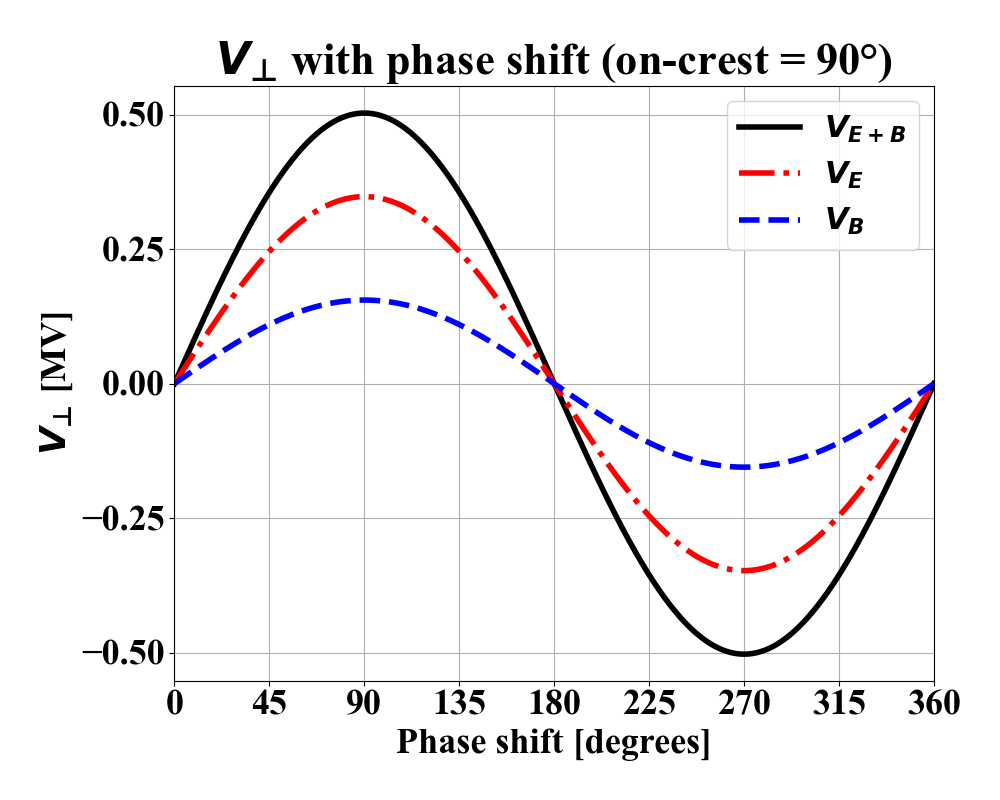 V⊥ with phase shift (on-crest = 90°)
V⊥ [MV]
0.50
0.25
0.00
−0.25
−0.50
V_{E+B}
V_E
V_B
0 45 90 135 180 225 270 315 360
Phase shift [degrees]